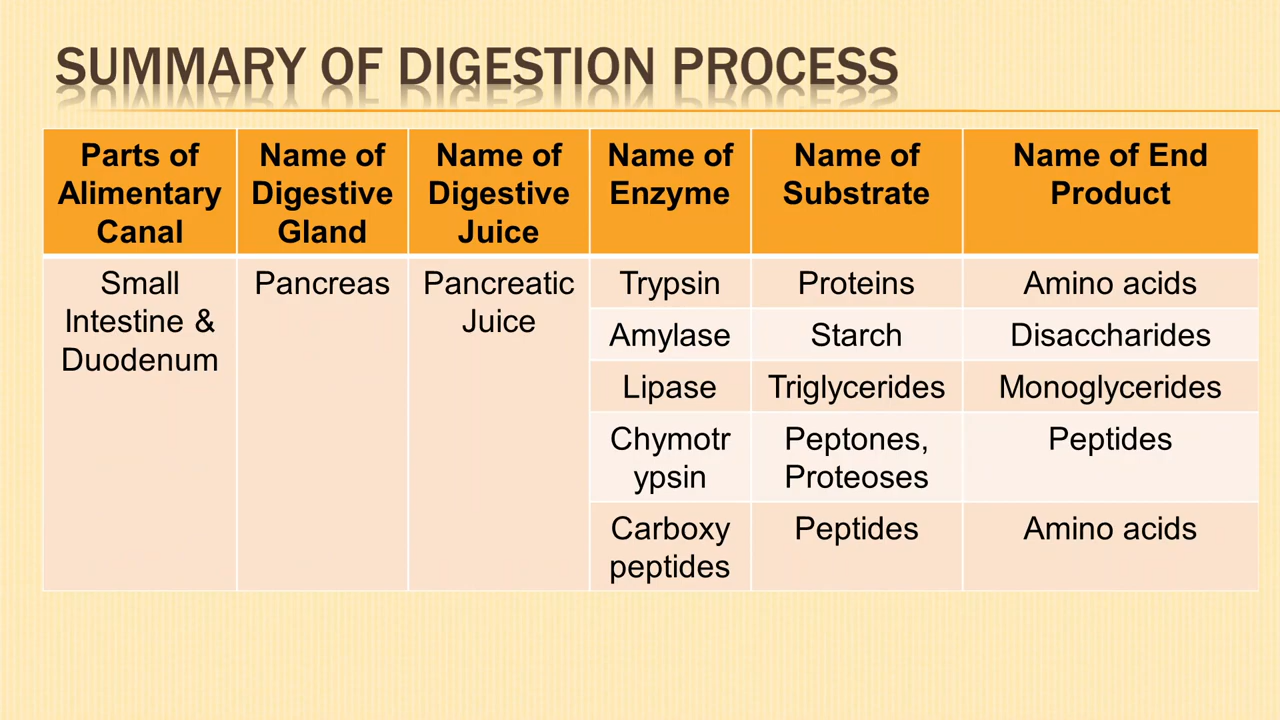 SUMMARY OF DIGESTION PROCESS
Parts of
Alimentary
Canal
Name of
Digestive
Gland
Name of
Digestive
Juice
Name of
Enzyme
Name of
Substrate
Name of End
Product
Small
Intestine &
Duodenum
Pancreas
Pancreatic
Juice
Trypsin
Proteins
Amino acids
Amylase
Starch
Disaccharides
Lipase
Triglycerides
Monoglycerides
Chymotr
ypsin
Peptones,
Proteoses
Peptides
Carboxy
peptides
Peptides
Amino acids